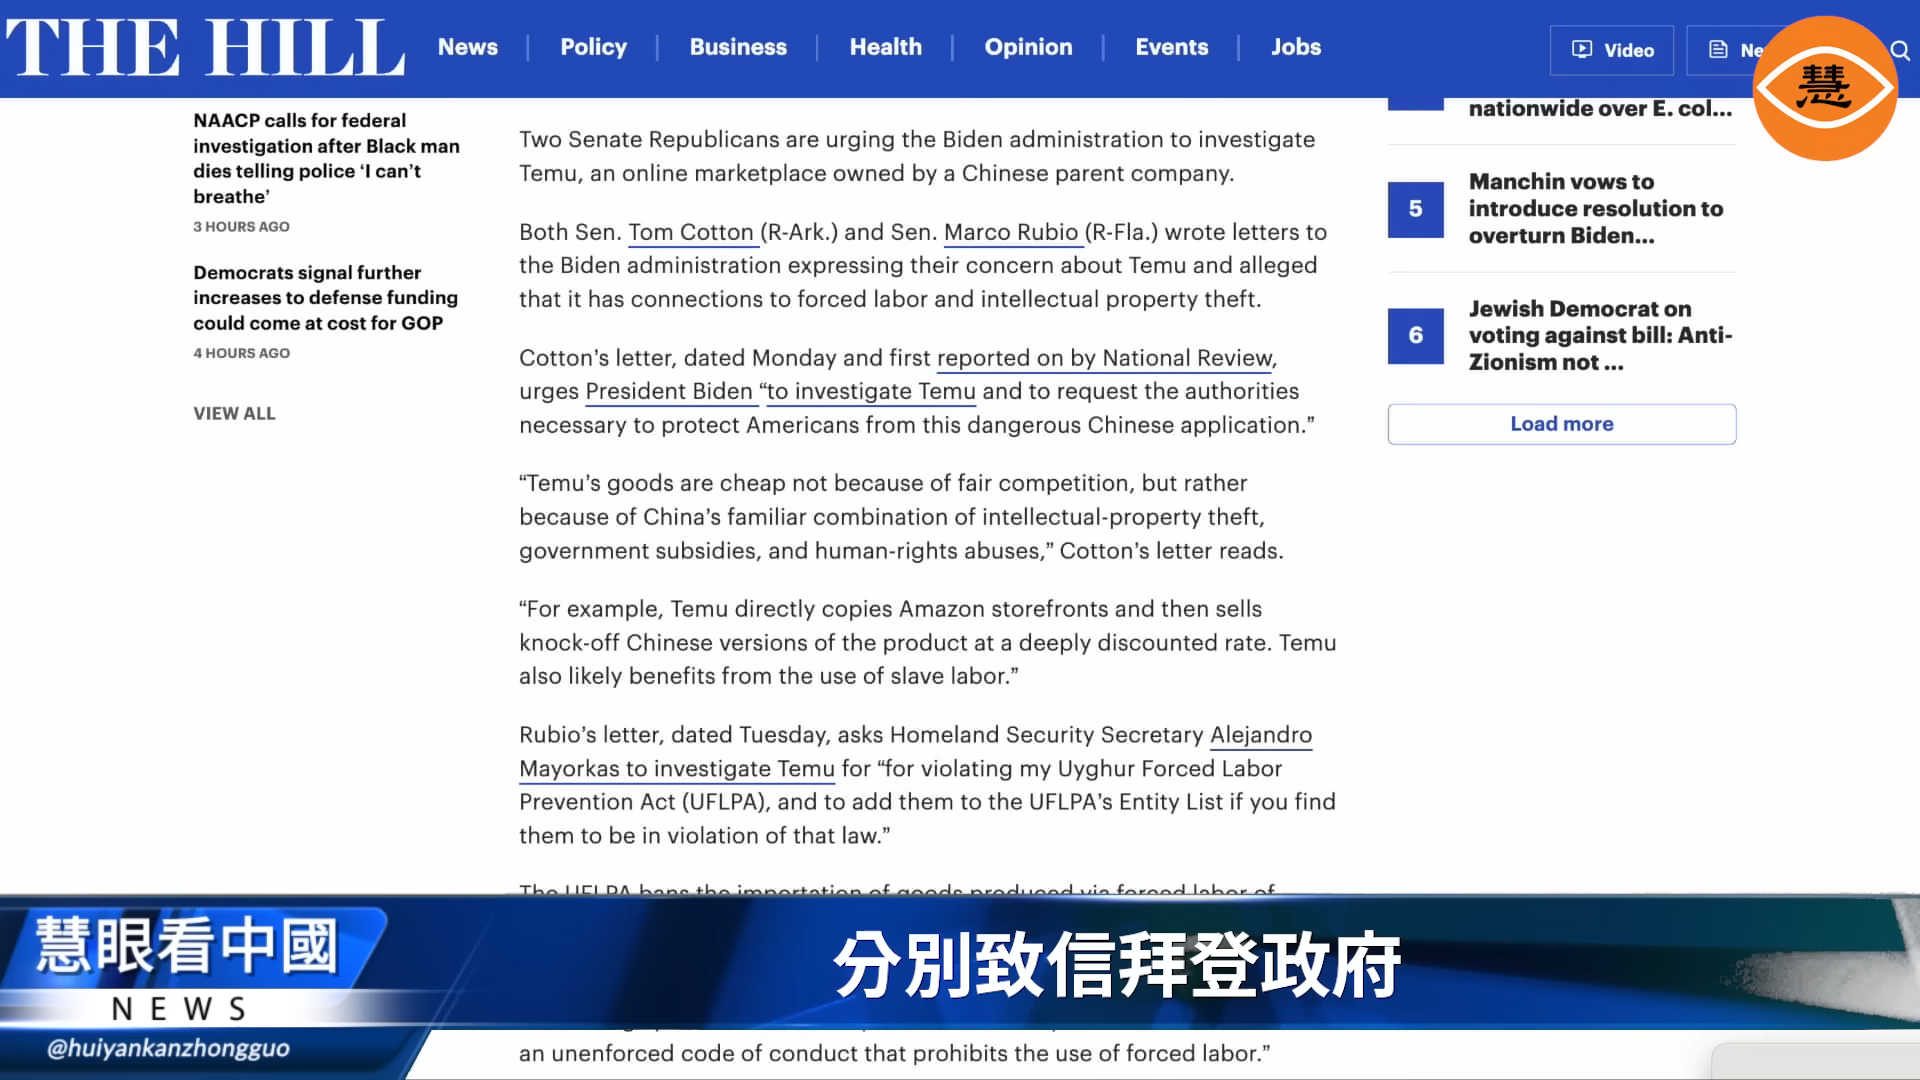 THE HILL
News
Policy
Business
Health
Opinion
Events
Jobs
Video
慧
NAACP calls for federal
investigation after Black man
dies telling police ‘I can’t
breathe’
3 HOURS AGO
Democrats signal further
increases to defense funding
could come at cost for GOP
4 HOURS AGO
VIEW ALL
Two Senate Republicans are urging the Biden administration to investigate
Temu, an online marketplace owned by a Chinese parent company.
Both Sen. Tom Cotton (R-Ark.) and Sen. Marco Rubio (R-Fla.) wrote letters to
the Biden administration expressing their concern about Temu and alleged
that it has connections to forced labor and intellectual property theft.
Cotton’s letter, dated Monday and first reported on by National Review,
urges President Biden “to investigate Temu and to request the authorities
necessary to protect Americans from this dangerous Chinese application.”
“Temu’s goods are cheap not because of fair competition, but rather
because of China’s familiar combination of intellectual-property theft,
government subsidies, and human-rights abuses,” Cotton’s letter reads.
“For example, Temu directly copies Amazon storefronts and then sells
knock-off Chinese versions of the product at a deeply discounted rate. Temu
also likely benefits from the use of slave labor.”
Rubio’s letter, dated Tuesday, asks Homeland Security Secretary Alejandro
Mayorkas to investigate Temu for “for violating my Uyghur Forced Labor
Prevention Act (UFLPA), and to add them to the UFLPA’s Entity List if you find
them to be in violation of that law.”
The UFLPA bans the importation of goods produced via forced labor of
an unenforced code of conduct that prohibits the use of forced labor.”
nationwide over E. col...
5
Manchin vows to
introduce resolution to
overturn Biden...
6
Jewish Democrat on
voting against bill: Anti-
Zionism not ...
Load more
慧眼看中國
NEWS
@huiyankanzhongguo
分別致信拜登政府